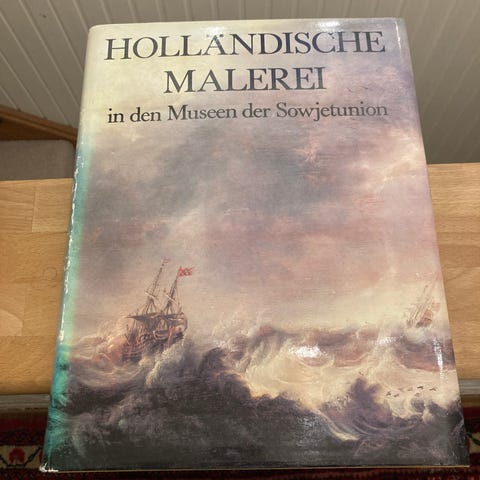 HOLLÄNDISCHE
MALEREI
in den Museen der Sowjetunion